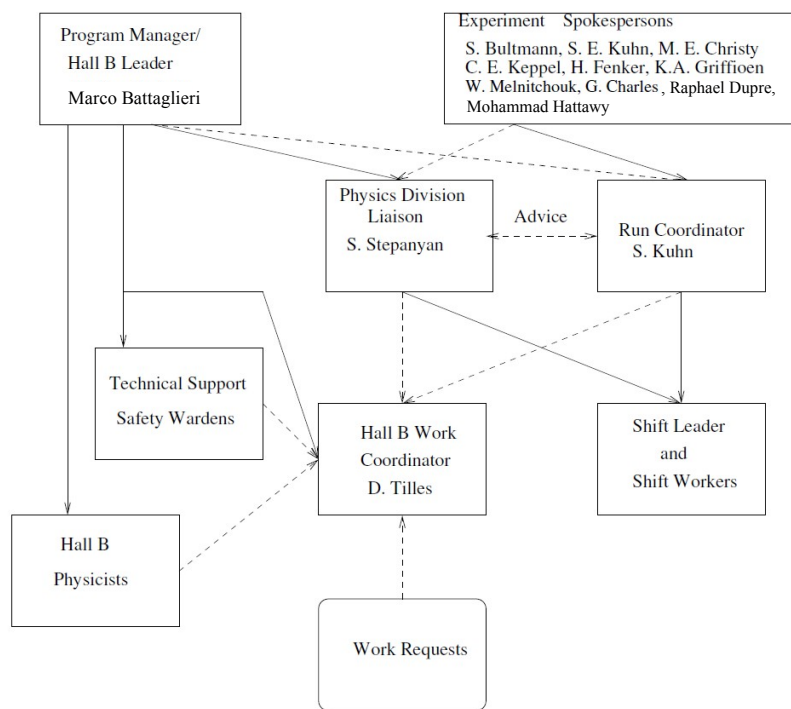 Program Manager/
Hall B Leader
Marco Battaglieri
Experiment Spokespersons
S. Bultmann, S. E. Kuhn, M. E. Christy
C. E. Keppel, H. Fenker, K.A. Griffioen
W. Melnitchouk, G. Charles, Raphael Dupre,
Mohammad Hattawy
Physics Division
Liaison
S. Stepanyan
Advice
Run Coordinator
S. Kuhn
Technical Support
Safety Wardens
Hall B Work
Coordinator
D. Tilles
Shift Leader
and
Shift Workers
Hall B
Physicists
Work Requests